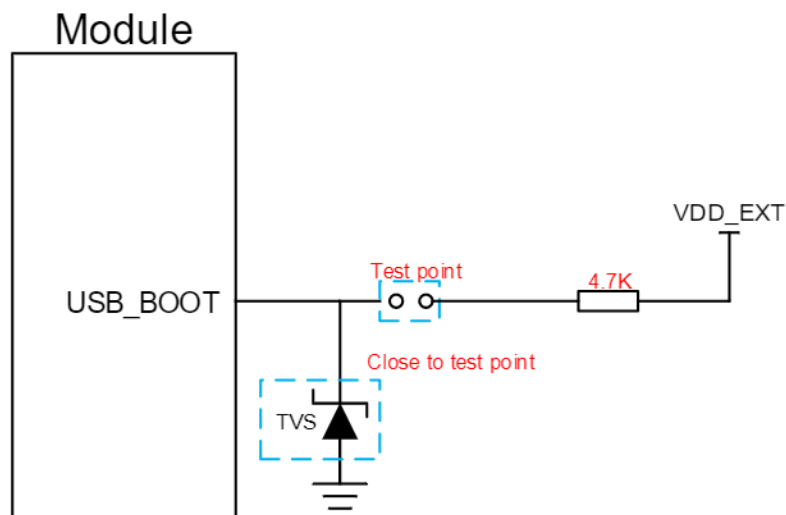 Module
VDD_EXT
Test point
4.7K
USB_BOOT
Close to test point
TVS